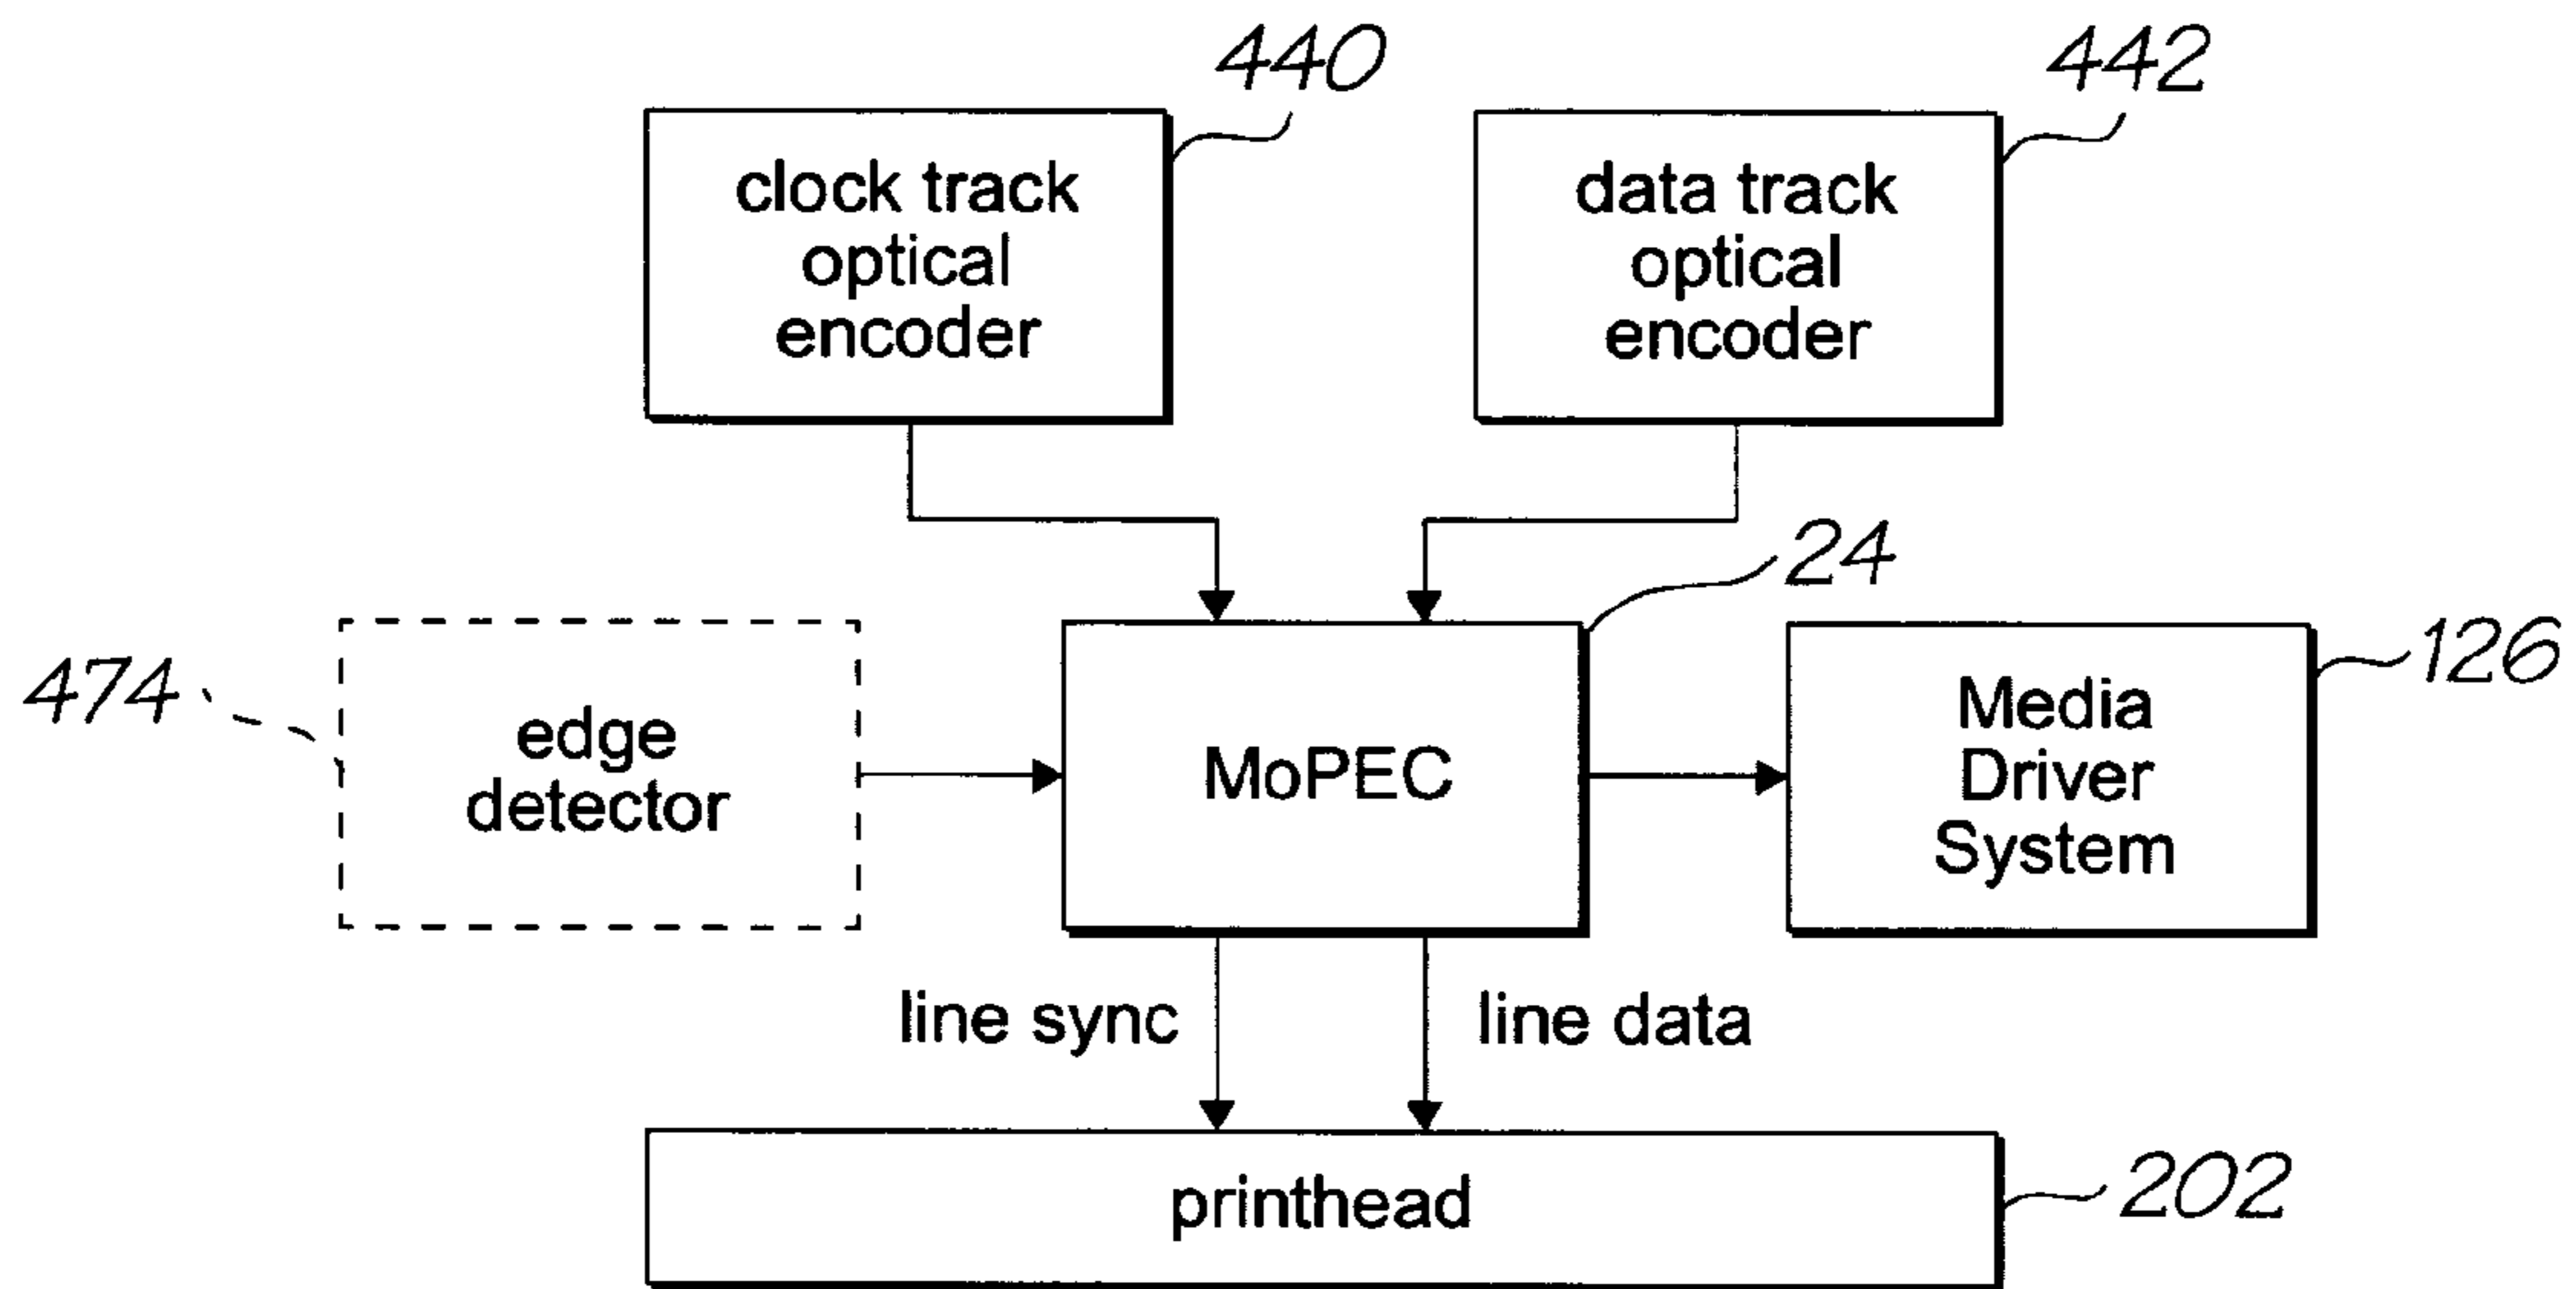 440
442
clock track
optical
encoder
data track
optical
encoder
24
126
474
edge
detector
MoPEC
Media
Driver
System
line sync
line data
printhead
202